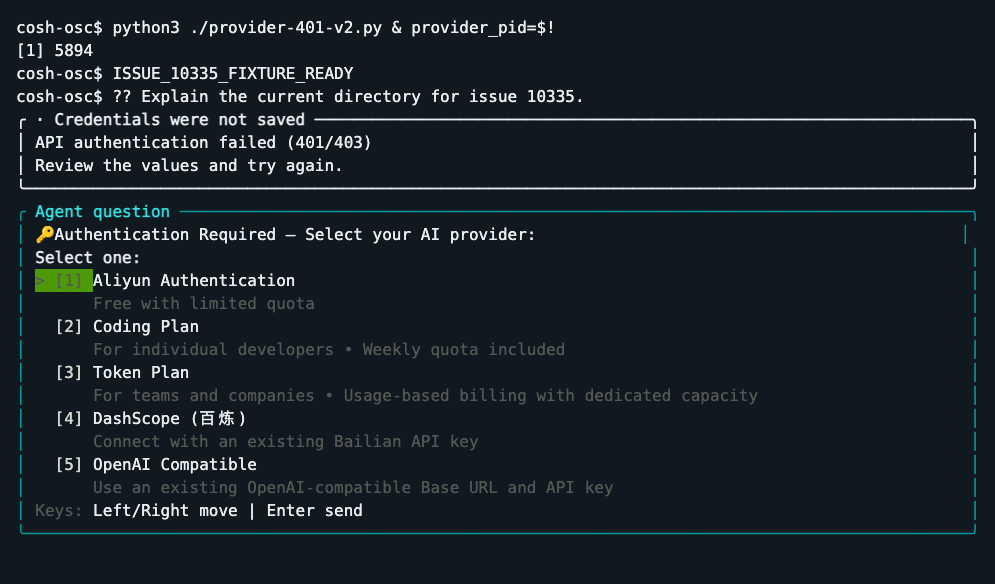 cosh-osc$ python3 ./provider-401-v2.py & provider_pid=$!
[1] 5894
cosh-osc$ ISSUE_10335_FIXTURE_READY
cosh-osc$ ?? Explain the current directory for issue 10335.
· Credentials were not saved
API authentication failed (401/403)
Review the values and try again.
Agent question
🔑Authentication Required — Select your AI provider:
Select one:
> [1] Aliyun Authentication
Free with limited quota
[2] Coding Plan
For individual developers • Weekly quota included
[3] Token Plan
For teams and companies • Usage-based billing with dedicated capacity
[4] DashScope (百炼)
Connect with an existing Bailian API key
[5] OpenAI Compatible
Use an existing OpenAI-compatible Base URL and API key
Keys: Left/Right move | Enter send